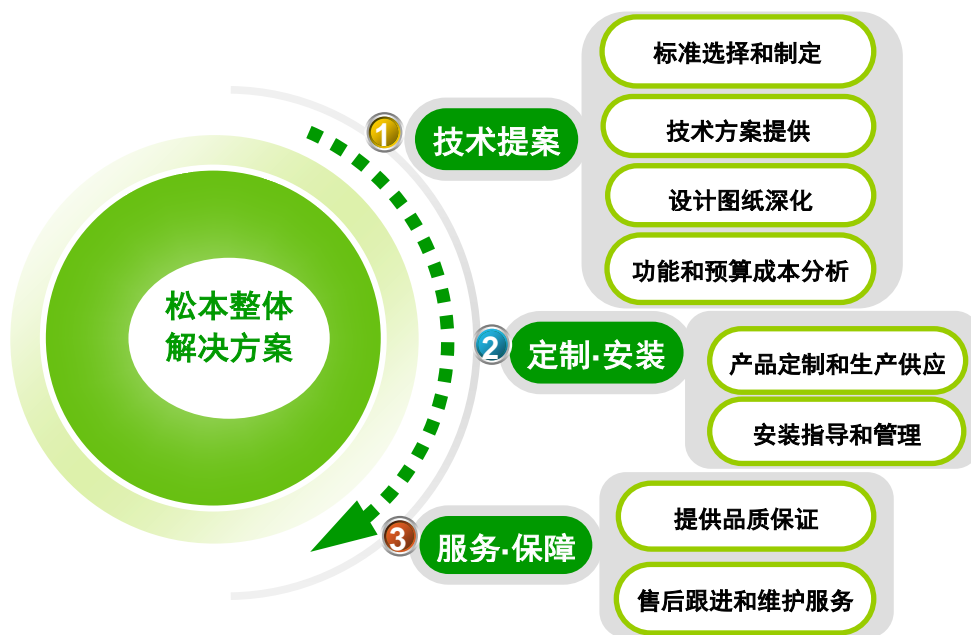 松本整体
解决方案
1
技术提案
标准选择和制定
技术方案提供
设计图纸深化
功能和预算成本分析
2
定制·安装
产品定制和生产供应
安装指导和管理
3
服务·保障
提供品质保证
售后跟进和维护服务